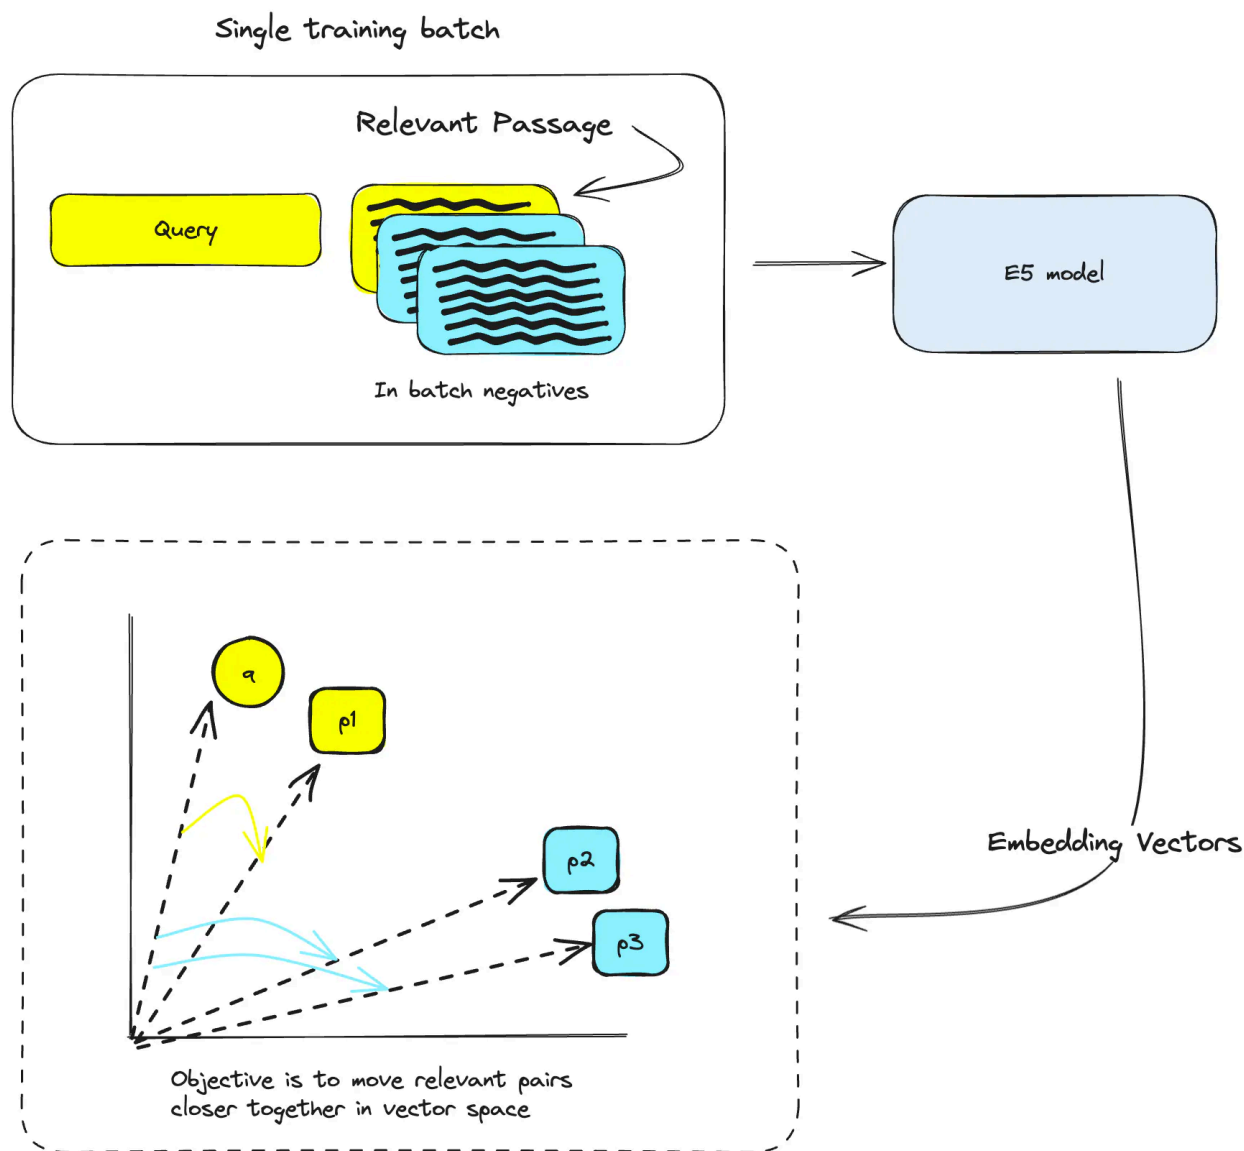 Single training batch
Relevant Passage
Query
E5 model
In batch negatives
q
p1
p2
Embedding Vectors
p3
Objective is to move relevant pairs
closer together in vector space